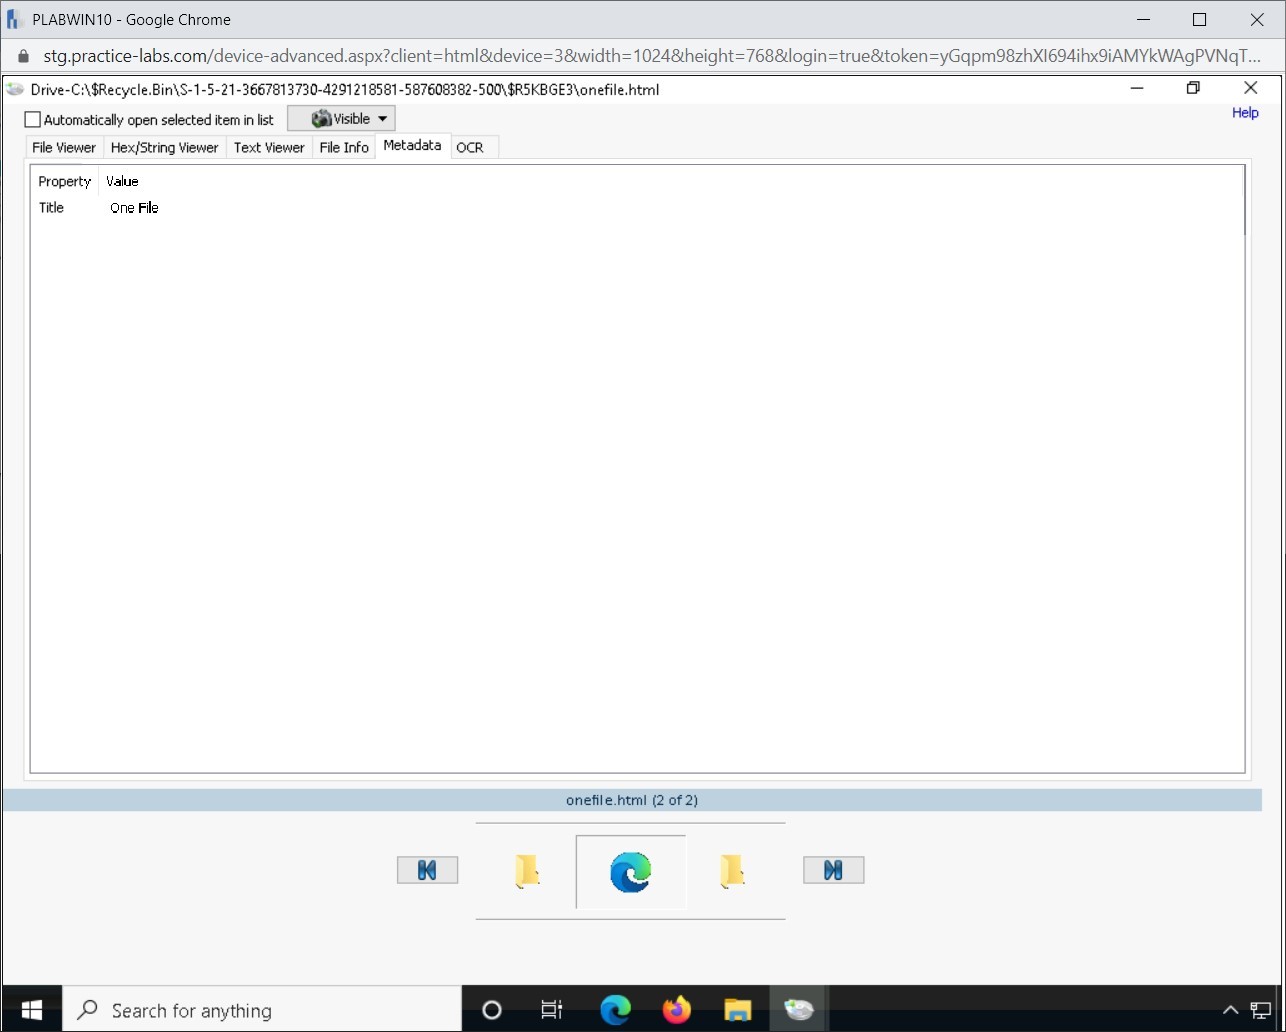 PLABWIN10 - Google Chrome
stg.practice-labs.com/device-advanced.aspx?client=html&device=3&width=1024&height=768&login=true&token=yGqpm98zhXI694ihx9iAMYkWAgPVNqT...
Drive-C:\$Recycle.Bin\S-1-5-21-3667813730-4291218581-587608382-500\$R5KBGE3\onefile.html
Help
Automatically open selected item in list Visible
File Viewer Hex/String Viewer Text Viewer File Info Metadata OCR
Property Value
Title One File
onefile.html (2 of 2)
Search for anything